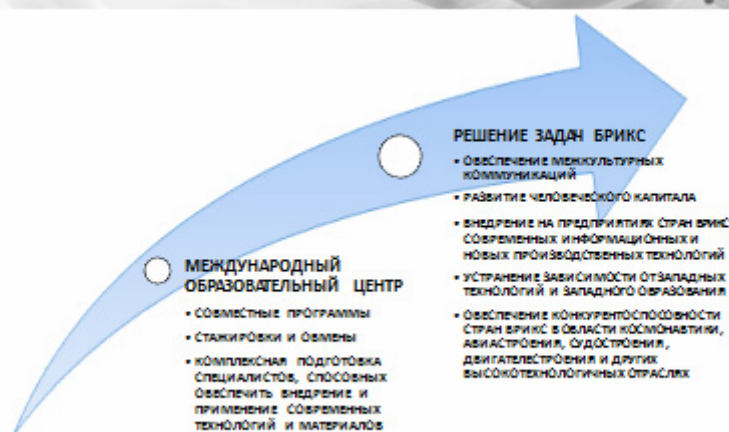 РЕШЕНИЕ ЗАДАЧ БРИКС
• ОБЕСПЕЧЕНИЕ МЕЖКУЛЬТУРНЫХ
КОММУНИКАЦИЙ
• РАЗВИТИЕ ЧЕЛОВЕЧЕСКОГО КАПИТАЛА
• ВНЕДРЕНИЕ НА ПРЕДПРИЯТИЯХ СТРАН БРИКС
СОВРЕМЕННЫХ ИНФОРМАЦИОННЫХ И
НОВЫХ ПРОИЗВОДСТВЕННЫХ ТЕХНОЛОГИЙ
• УСТРАНЕНИЕ ЗАВИСИМОСТИ ОТ ЗАПАДНЫХ
ТЕХНОЛОГИЙ И ЗАПАДНОГО ОБРАЗОВАНИЯ
• ОБЕСПЕЧЕНИЕ КОНКУРЕНТОСПОСОБНОСТИ
СТРАН БРИКС В ОБЛАСТИ КОСМОНАВТИКИ,
АВИАСТРОЕНИЯ, СУДОСТРОЕНИЯ,
ДВИГАТЕЛЕСТРОЕНИЯ И ДРУГИХ
ВЫСОКОТЕХНОЛОГИЧНЫХ ОТРАСЛЯХ
МЕЖДУНАРОДНЫЙ
ОБРАЗОВАТЕЛЬНЫЙ ЦЕНТР
• СОВМЕСТНЫЕ ПРОГРАММЫ
• СТАЖИРОВКИ И ОБМЕНЫ
• КОМПЛЕКСНАЯ ПОДГОТОВКА
СПЕЦИАЛИСТОВ, СПОСОБНЫХ
ОБЕСПЕЧИТЬ ВНЕДРЕНИЕ И
ПРИМЕНЕНИЕ СОВРЕМЕННЫХ
ТЕХНОЛОГИЙ И МАТЕРИАЛОВ